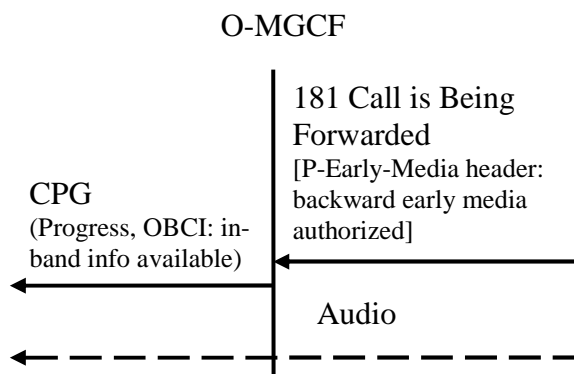 O-MGCF
181 Call is Being
Forwarded
[P-Early-Media header:
backward early media
authorized]
CPG
(Progress, OBCI: in-
band info available)
Audio